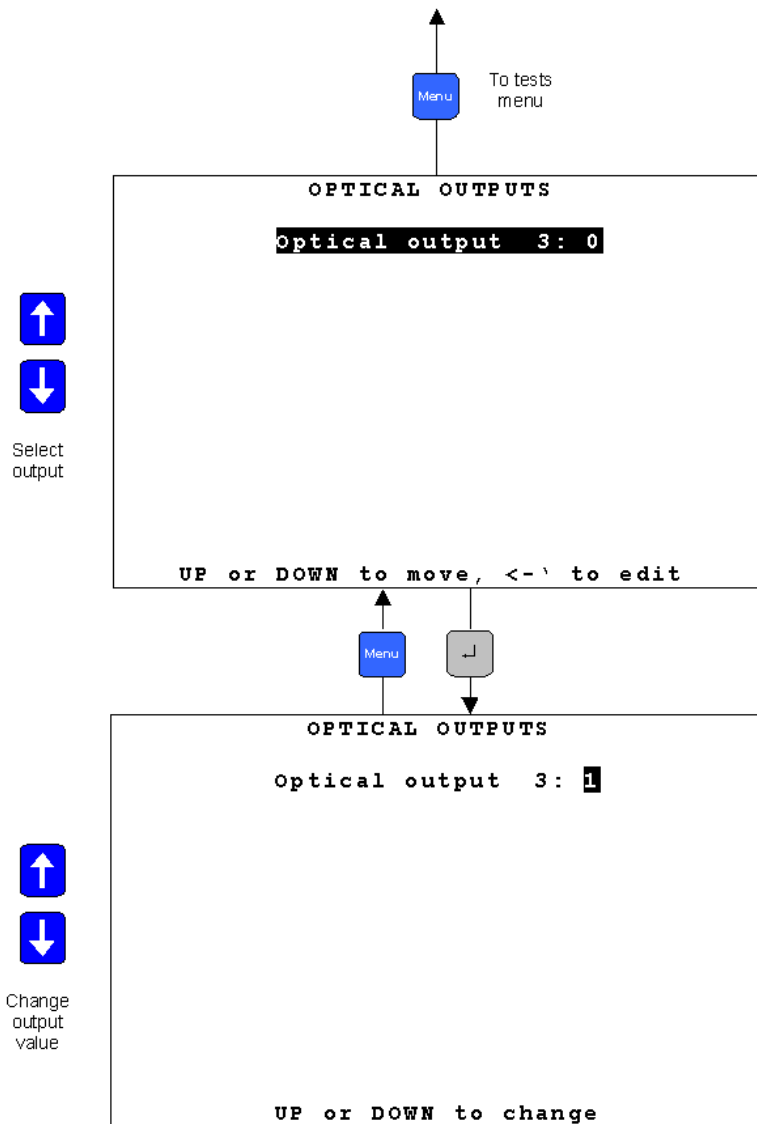 To tests
menu
Menu
OPTICAL OUTPUTS
Optical output 3: 0
Select
output
UP or DOWN to move, <-` to edit
Menu
OPTICAL OUTPUTS
Optical output 3: 1
Change
output
value
UP or DOWN to change